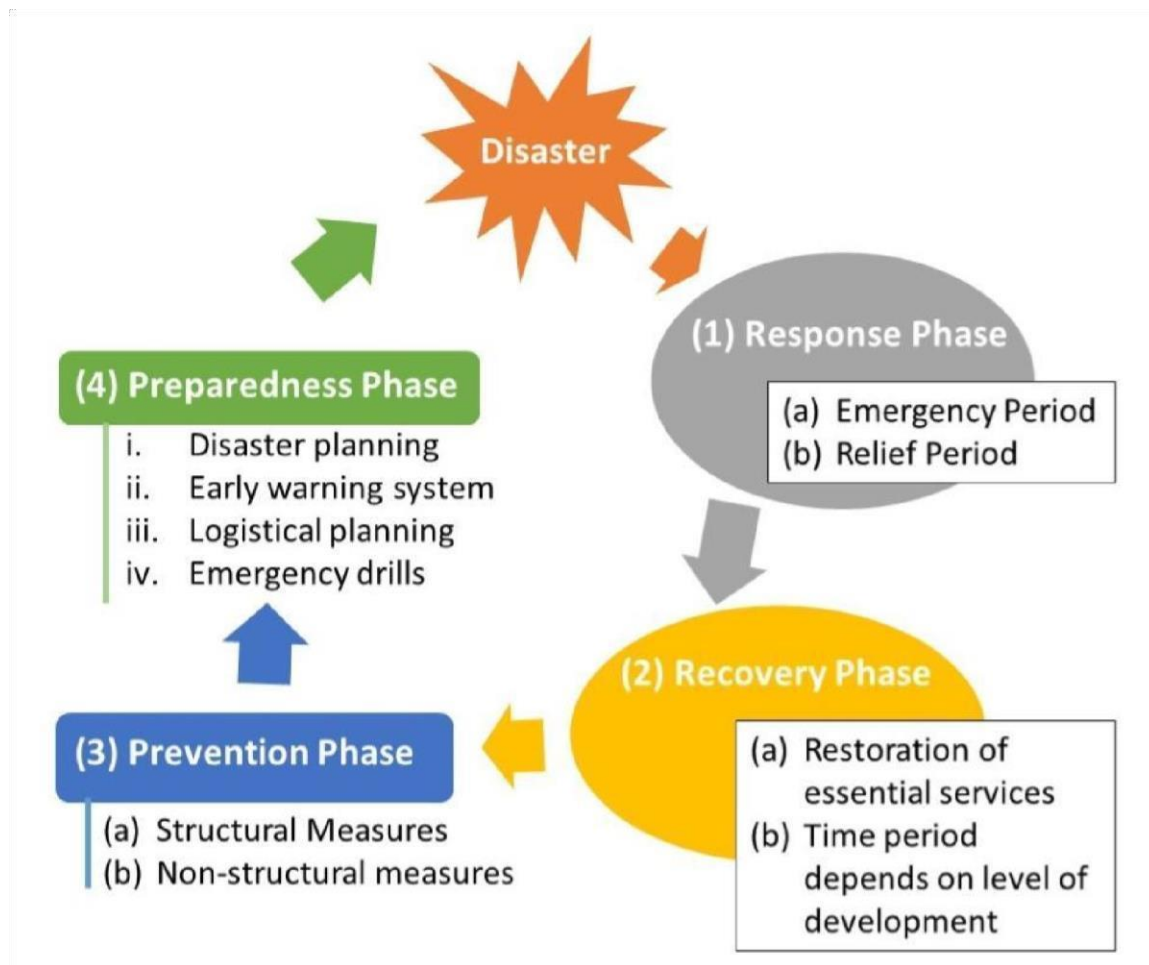 Disaster
(1) Response Phase
(a) Emergency Period
(b) Relief Period
(2) Recovery Phase
(a) Restoration of
essential services
(b) Time period
depends on level of
development
(3) Prevention Phase
(a) Structural Measures
(b) Non-structural measures
(4) Preparedness Phase
i. Disaster planning
ii. Early warning system
iii. Logistical planning
iv. Emergency drills